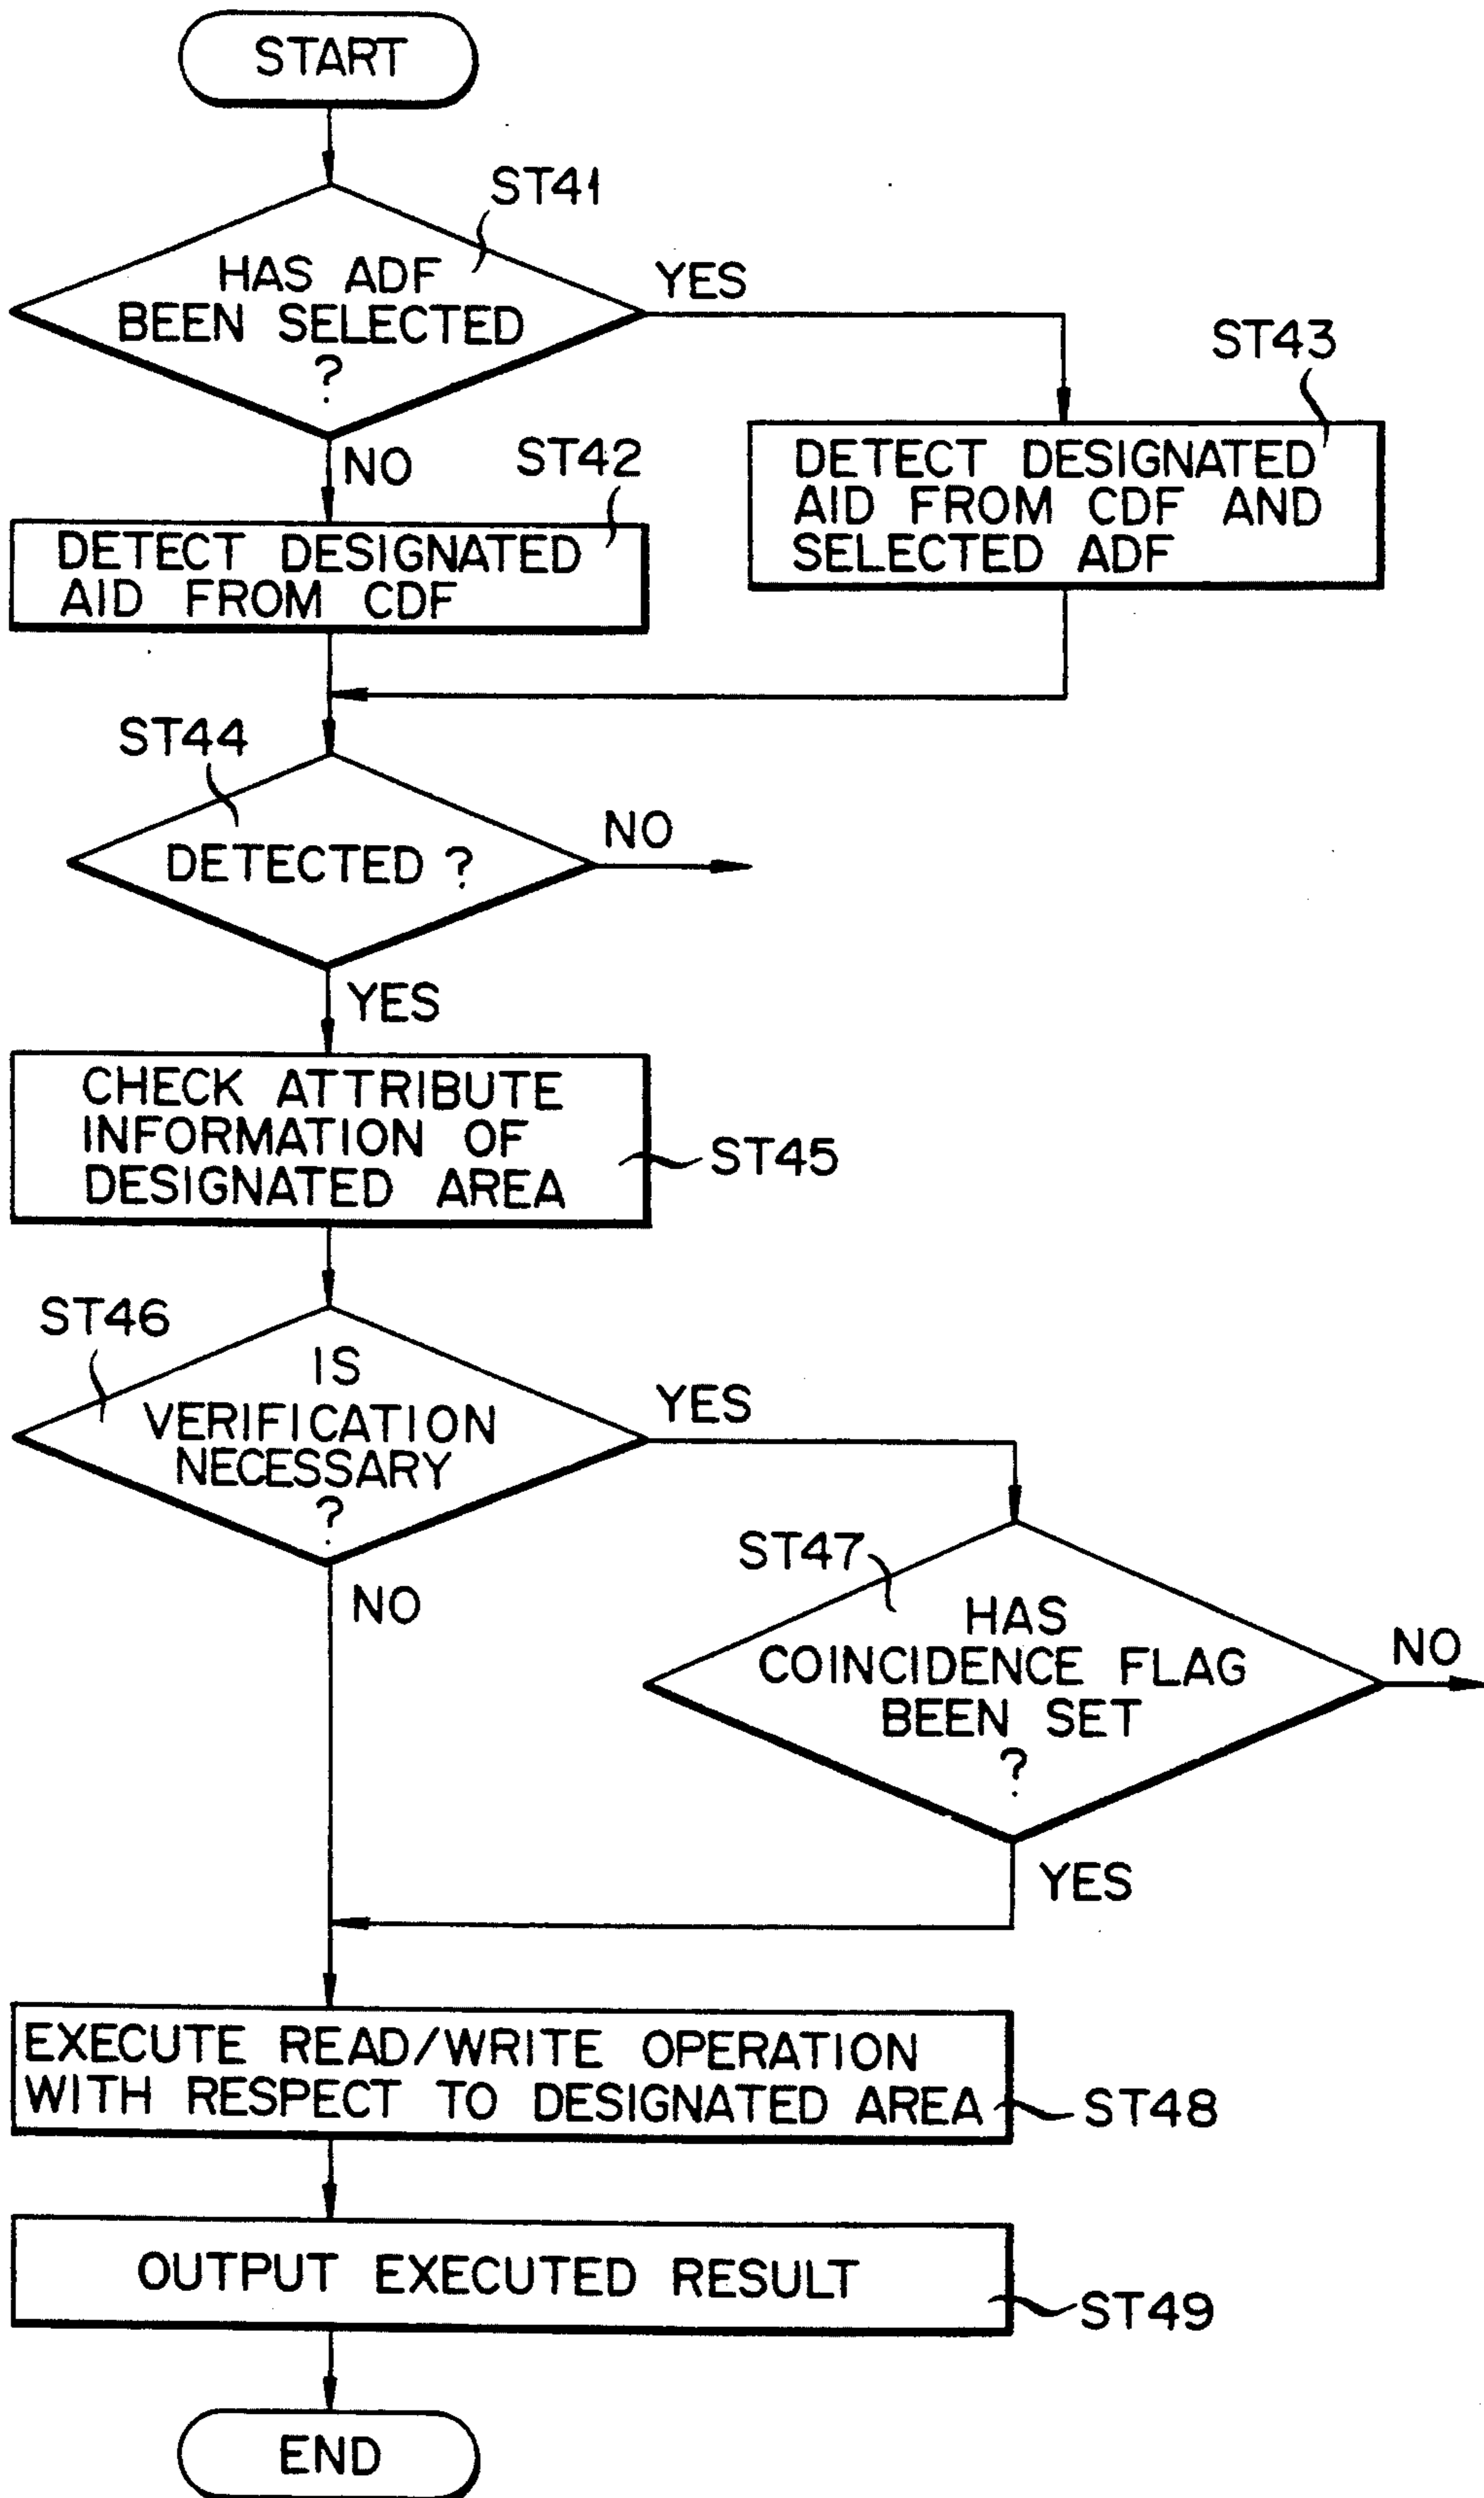 START
ST41
HAS ADF
BEEN SELECTED
?
YES
NO
ST43
DETECT DESIGNATED
AID FROM CDF AND
SELECTED ADF
ST42
DETECT DESIGNATED
AID FROM CDF
ST44
DETECTED ?
NO
YES
CHECK ATTRIBUTE
INFORMATION OF
DESIGNATED AREA
ST45
ST46
IS
VERIFICATION
NECESSARY
?
YES
NO
ST47
HAS
COINCIDENCE FLAG
BEEN SET
?
NO
YES
EXECUTE READ/WRITE OPERATION
WITH RESPECT TO DESIGNATED AREA
ST48
OUTPUT EXECUTED RESULT
ST49
END